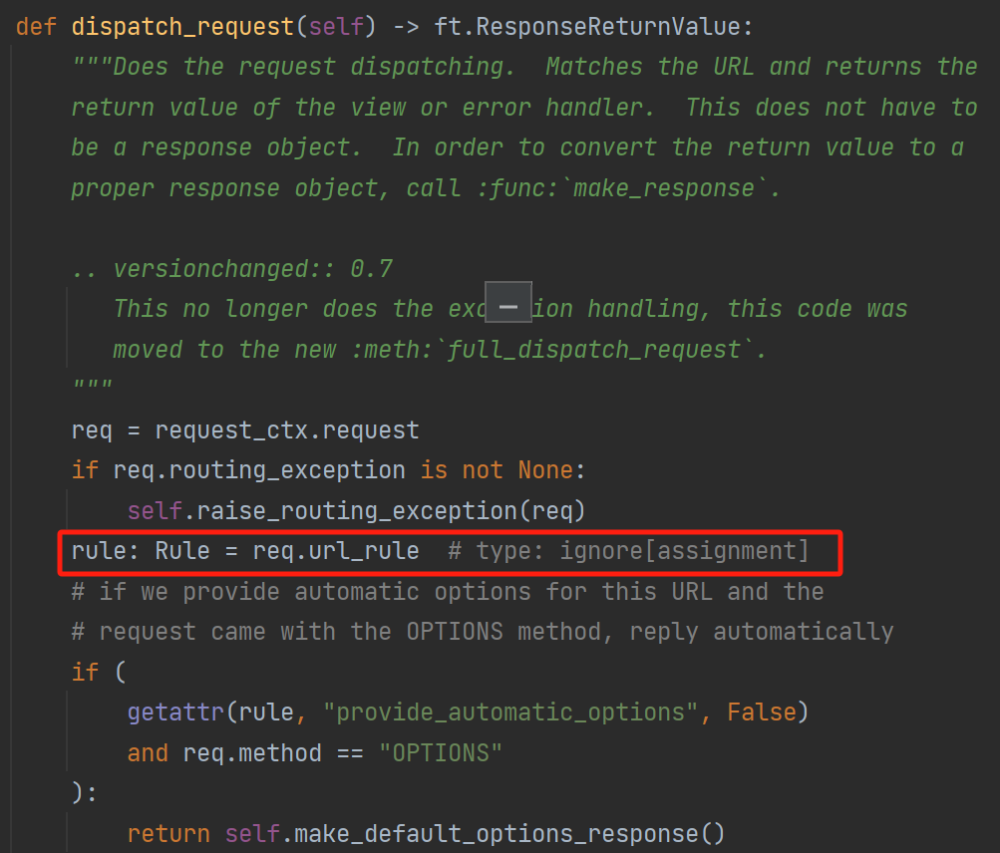 def dispatch_request(self) -> ft.ResponseReturnValue:
"""Does the request dispatching.  Matches the URL and returns the
return value of the view or error handler.  This does not have to
be a response object.  In order to convert the return value to a
proper response object, call :func:`make_response`.
.. versionchanged:: 0.7
This no longer does the handling, this code was
moved to the new :meth:`full_dispatch_request`.
"""
req = request_ctx.request
if req.routing_exception is not None:
self.raise_routing_exception(req)
rule: Rule = req.url_rule  # type: ignore[assignment]
# if we provide automatic options for this URL and the
# request came with the OPTIONS method, reply automatically
if (
getattr(rule, "provide_automatic_options", False)
and req.method == "OPTIONS"
):
return self.make_default_options_response()